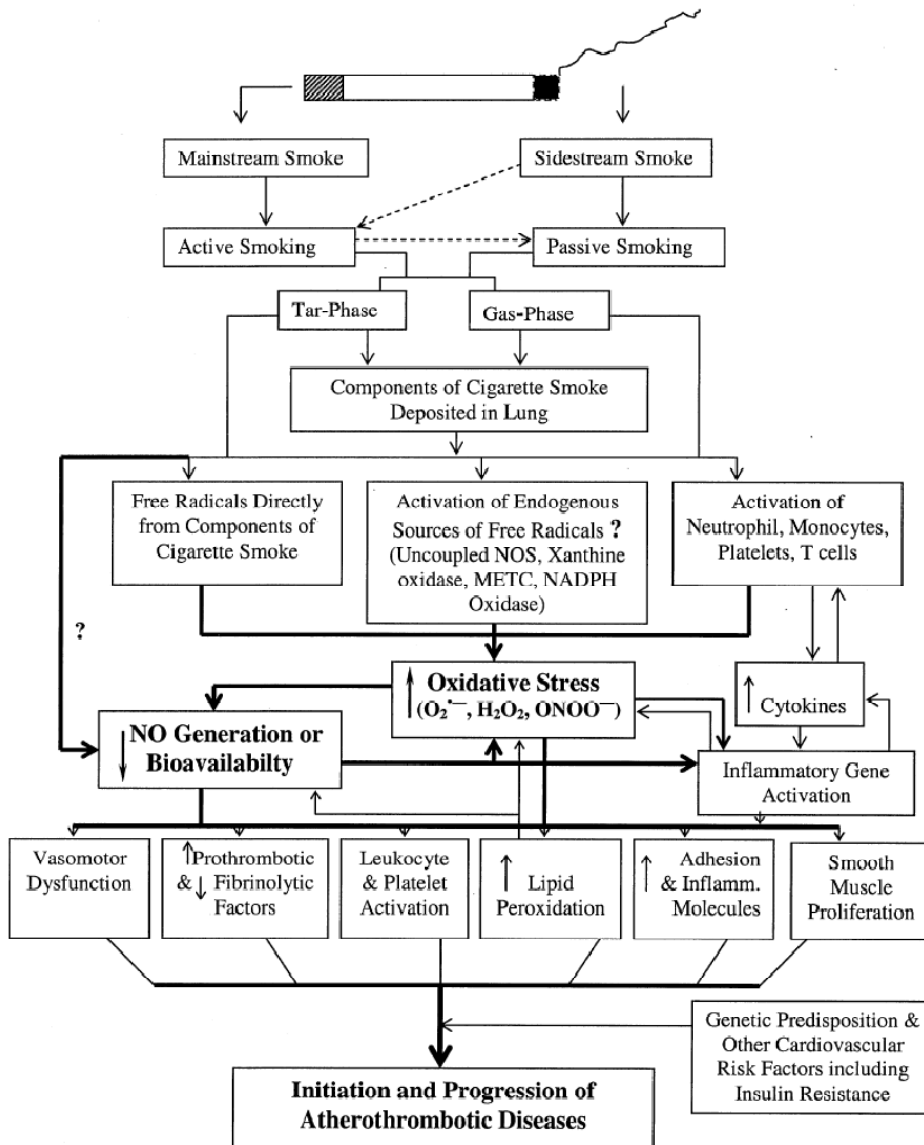 Mainstream Smoke
Sidestream Smoke
Active Smoking
Passive Smoking
Tar-Phase
Gas-Phase
Components of Cigarette Smoke
Deposited in Lung
Free Radicals Directly
from Components of
Cigarette Smoke
Activation of Endogenous
Sources of Free Radicals ?
(Uncoupled NOS, Xanthine
oxidase, METC, NADPH
Oxidase)
Activation of
Neutrophil, Monocytes,
Platelets, T cells
?
↑ Oxidative Stress
(O₂•—, H₂O₂, ONOO—)
↑ Cytokines
↓ NO Generation or
Bioavailabilty
Inflammatory Gene
Activation
Vasomotor
Dysfunction
↑ Prothrombotic
& ↓ Fibrinolytic
Factors
Leukocyte
& Platelet
Activation
↑ Lipid
Peroxidation
↑ Adhesion
& Inflamm.
Molecules
Smooth
Muscle
Proliferation
Genetic Predisposition &
Other Cardiovascular
Risk Factors including
Insulin Resistance
Initiation and Progression of
Atherothrombotic Diseases